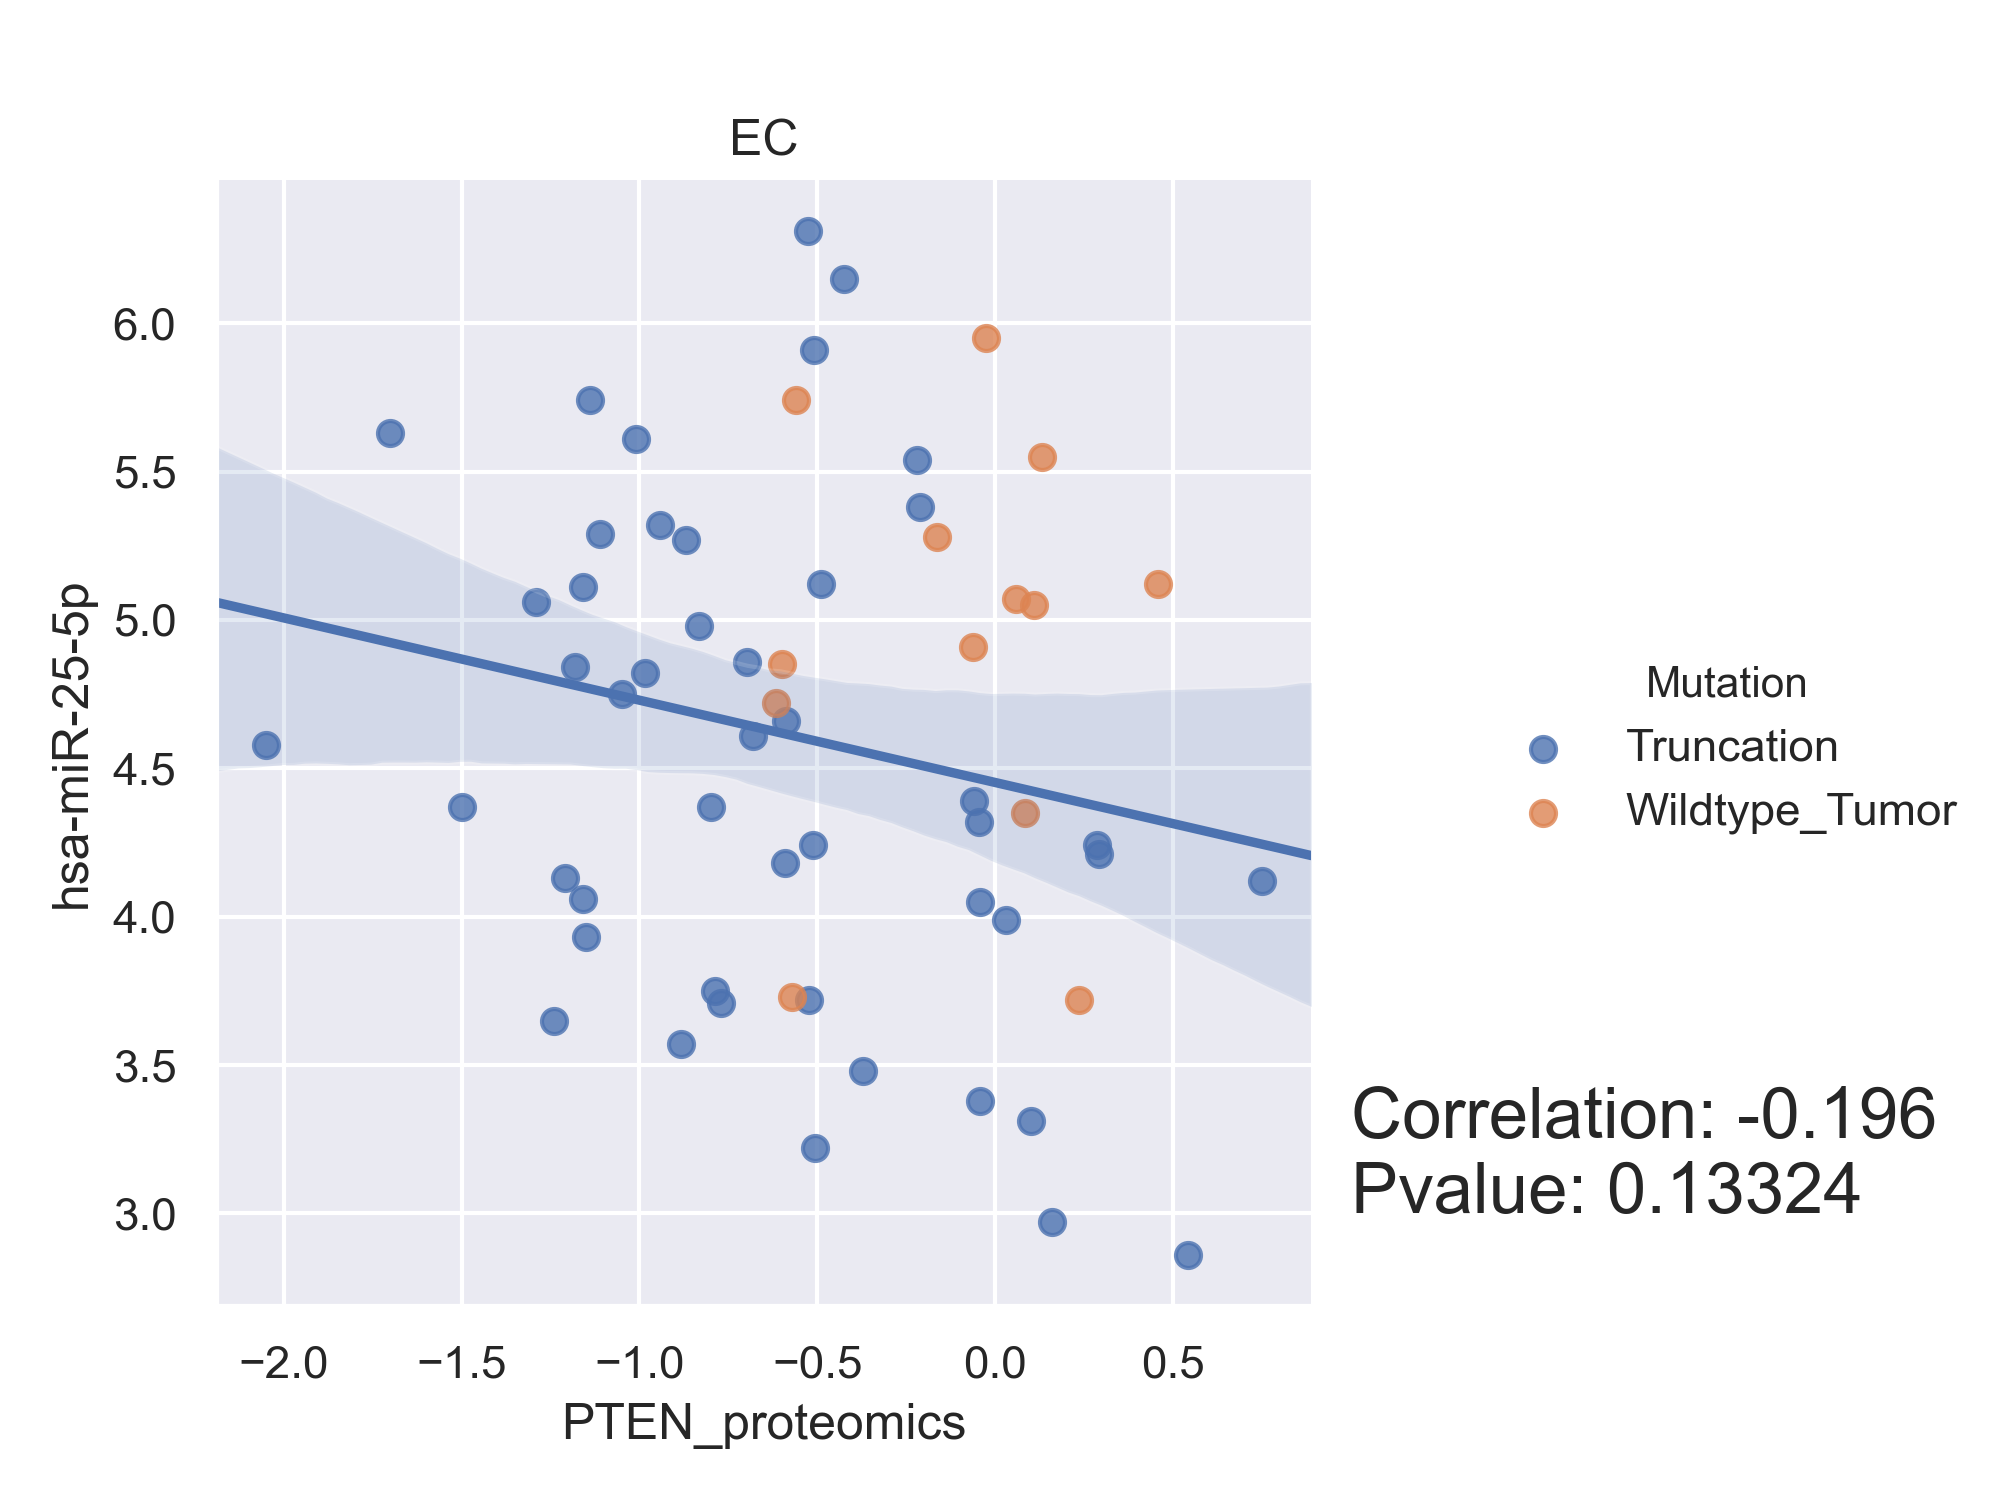 EC
6.0
5.5
5.0
4.5
4.0
3.5
3.0
hsa-miR-25-5p
−2.0 −1.5 −1.0 −0.5 0.0 0.5
PTEN_proteomics
Mutation
Truncation
Wildtype_Tumor
Correlation: -0.196
Pvalue: 0.13324